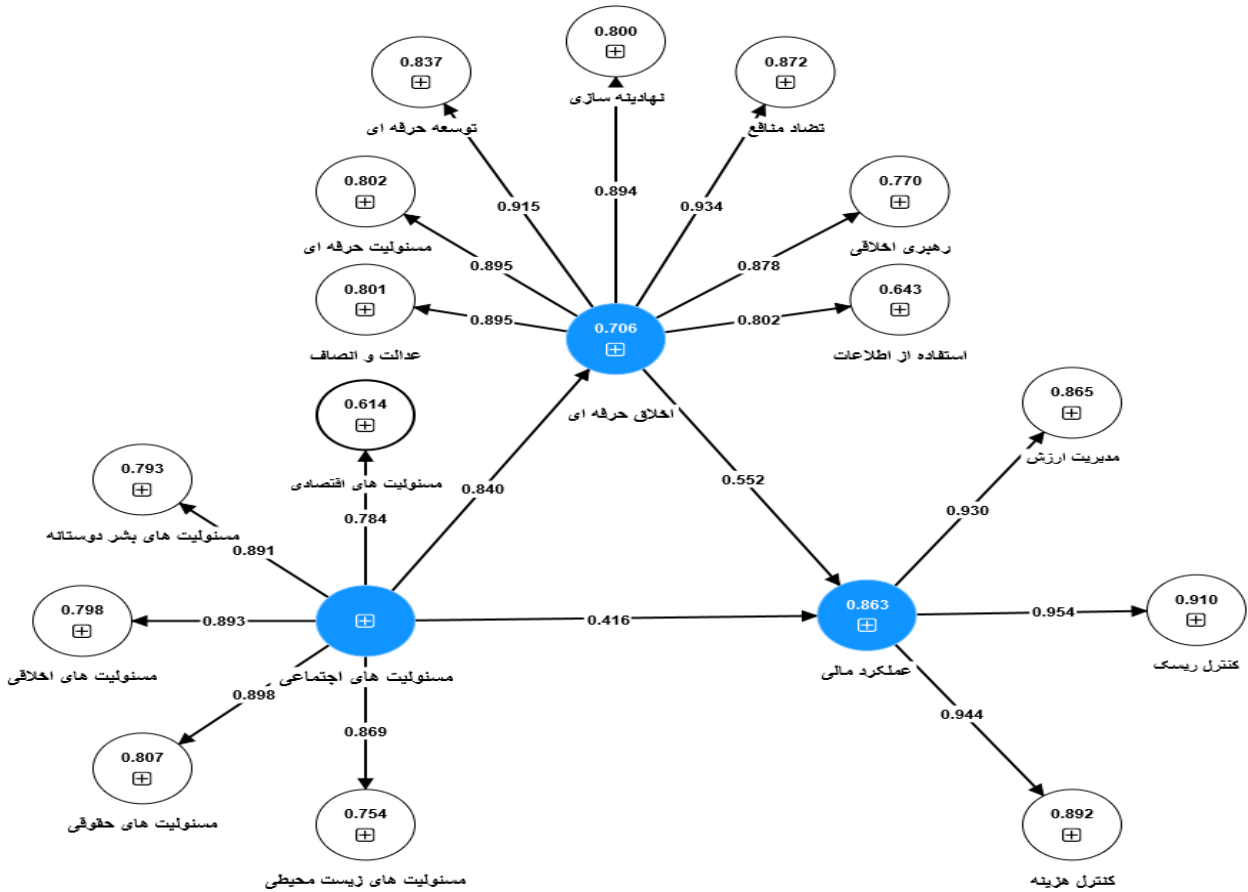 0.800
نهادینه سازی
0.837
توسعه حرفه ای
0.872
تضاد منافع
0.802
مسئولیت حرفه ای
0.770
رهبری اخلاقی
0.801
عدالت و انصاف
0.643
استفاده از اطلاعات
0.915
0.894
0.934
0.895
0.878
0.895
0.802
0.706
اخلاق حرفه ای
0.614
مسئولیت های اقتصادی
0.865
مدیریت ارزش
0.793
مسئولیت های بشر دوستانه
0.840
0.552
0.784
0.891
0.930
0.798
مسئولیت های اخلاقی
0.893
مسئولیت های اجتماعی
0.416
0.863
عملکرد مالی
0.954
0.910
کنترل ریسک
0.898
0.869
0.944
0.807
مسئولیت های حقوقی
0.754
مسئولیت های زیست محیطی
0.892
کنترل هزینه